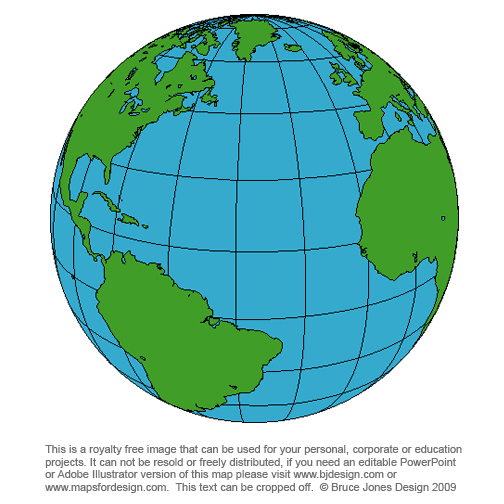 This is a royalty free image that can be used for your personal, corporate or education
projects. It can not be resold or freely distributed, if you need an editable PowerPoint
or Adobe Illustrator version of this map please visit www.bjdesign.com or
www.mapsfordesign.com.  This text can be cropped off.  © Bruce Jones Design 2009